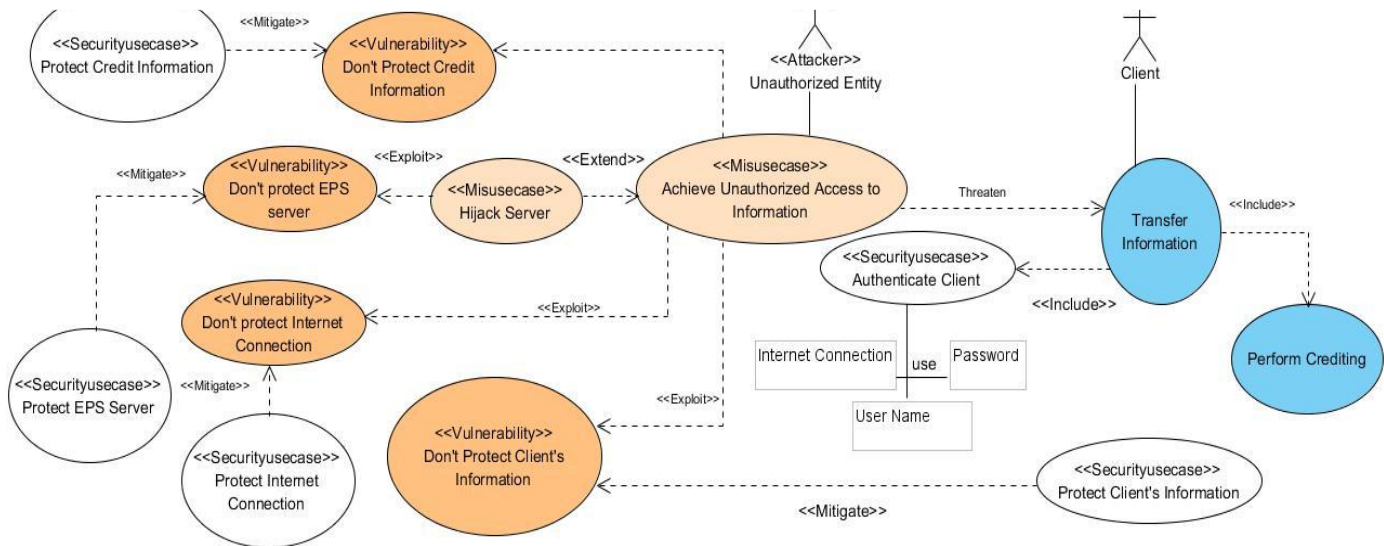 <<Securityusecase>>
Protect Credit Information
<<Mitigate>>
<<Vulnerability>>
Don't Protect Credit
Information
<<Attacker>>
Unauthorized Entity
Client
<<Mitigate>>
<<Vulnerability>>
Don't protect EPS
server
<<Exploit>>
<<Misusecase>>
Hijack Server
<<Extend>>
<<Misusecase>>
Achieve Unauthorized Access to
Information
Threaten
Transfer
Information
<<Include>>
<<Securityusecase>>
Authenticate Client
<<Include>>
<<Vulnerability>>
Don't protect Internet
Connection
<<Exploit>>
Internet Connection
use
Password
User Name
Perform Crediting
<<Securityusecase>>
Protect EPS Server
<<Mitigate>>
<<Securityusecase>>
Protect Internet
Connection
<<Exploit>>
<<Vulnerability>>
Don't Protect Client's
Information
<<Securityusecase>>
Protect Client's Information
<<Mitigate>>